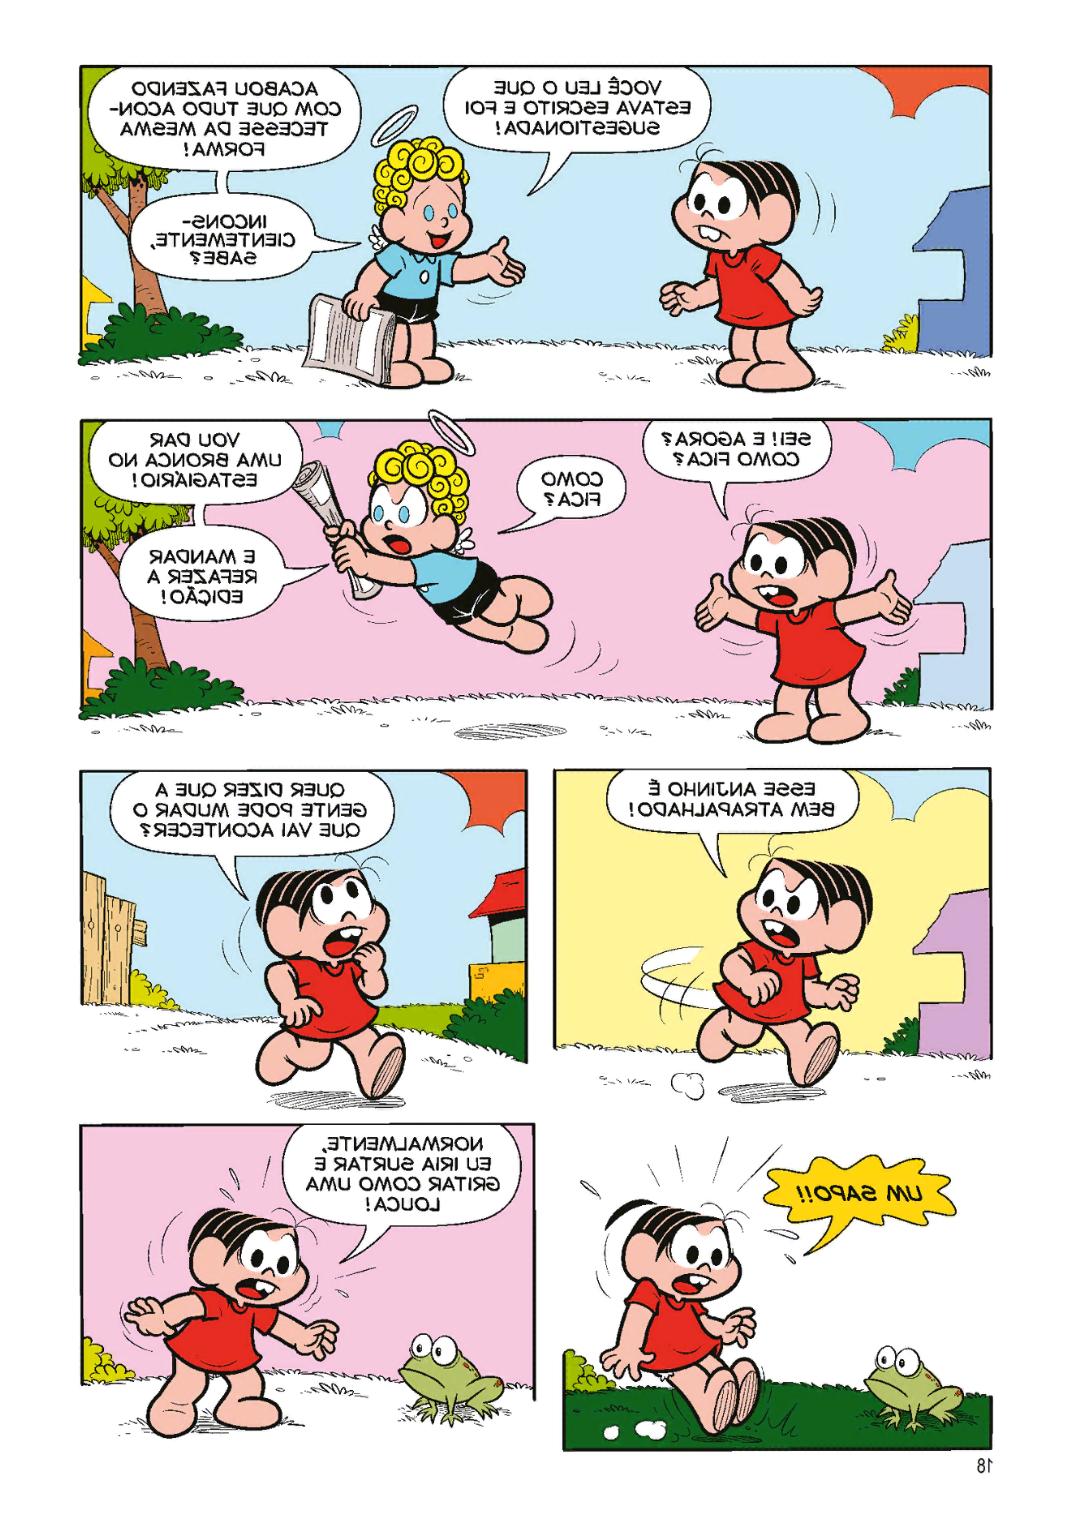 VOCÊ LEU O QUE
ESTAVA ESCRITO E FOI
SUGESTIONADA!
ACABOU FAZENDO
COM QUE TUDO ACON-
TECESSE DA MESMA
FORMA!
INCONS-
CIENTEMENTE,
SABE?
SEI! E AGORA?
COMO FICA?
COMO
FICA?
VOU DAR
UMA BRONCA NO
ESTAGIÁRIO!
E MANDAR
REFAZER A
EDIÇÃO!
ESSE ANJINHO É
BEM ATRAPALHADO!
QUER DIZER QUE A
GENTE PODE MUDAR O
QUE VAI ACONTECER?
UM SAPO!!
NORMALMENTE,
EU IRIA SURTAR E
GRITAR COMO UMA
LOUCA!
18